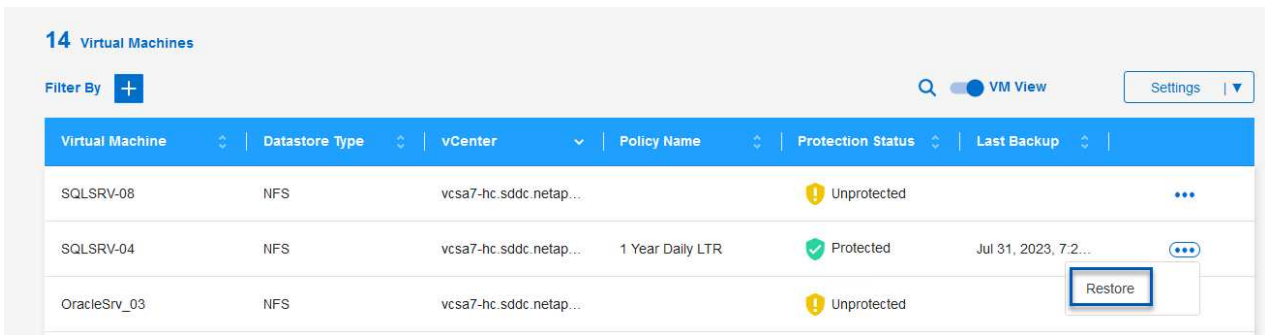 14 Virtual Machines
Filter By +
VM View
Settings
Virtual Machine Datastore Type vCenter Policy Name Protection Status Last Backup
SQLSRV-08 NFS vcsa7-hc.sddc.netap... Unprotected
SQLSRV-04 NFS vcsa7-hc.sddc.netap... 1 Year Daily LTR Protected Jul 31, 2023, 7:2...
Restore
OracleSrv_03 NFS vcsa7-hc.sddc.netap... Unprotected